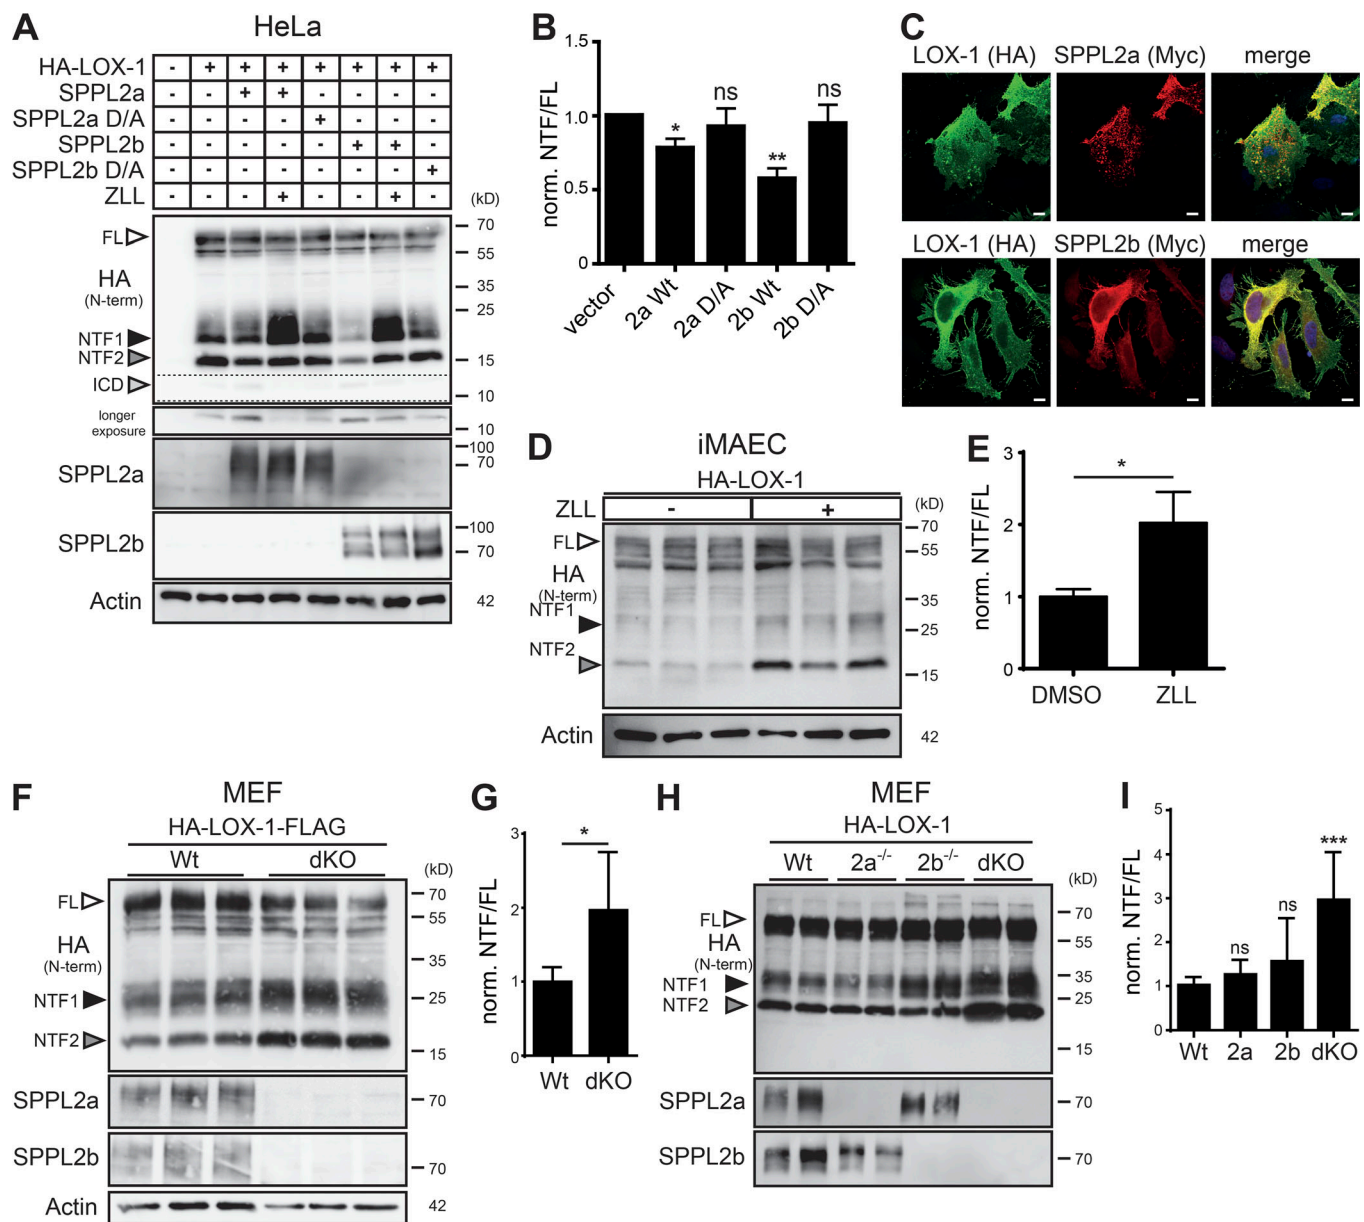 A
HeLa
HA-LOX-1 - + + + + + + +
SPPL2a - - + + - - - -
SPPL2a D/A - - - - + - - -
SPPL2b - - - - - + + -
SPPL2b D/A - - - - - - - +
ZLL - - - + - - + -
(kD)
FL
70
55
HA
(N-term)
35
25
NTF1
NTF2
15
ICD
10
longer
exposure
10
SPPL2a
100
70
SPPL2b
100
70
Actin
42
B
norm. NTF/FL
1.5
1.0
0.5
0
*
ns
**
ns
vector
2a Wt
2a D/A
2b Wt
2b D/A
C
LOX-1 (HA) SPPL2a (Myc) merge
LOX-1 (HA) SPPL2b (Myc) merge
D
iMAEC
HA-LOX-1
ZLL - +
(kD)
FL
70
55
HA
(N-term)
35
NTF1
25
NTF2
15
Actin
42
E
norm. NTF/FL
3
2
1
0
*
DMSO ZLL
F
MEF
HA-LOX-1-FLAG
Wt dKO
(kD)
FL
70
55
HA
(N-term)
35
NTF1
25
NTF2
15
SPPL2a
70
SPPL2b
70
Actin
42
G
norm. NTF/FL
3
2
1
0
*
Wt dKO
H
MEF
HA-LOX-1
Wt 2a-/- 2b-/- dKO
(kD)
FL
70
HA
55
(N-term)
NTF1
35
NTF2
25
15
SPPL2a
70
SPPL2b
70
I
norm. NTF/FL
5
4
3
2
1
0
ns
ns
***
Wt 2a 2b dKO